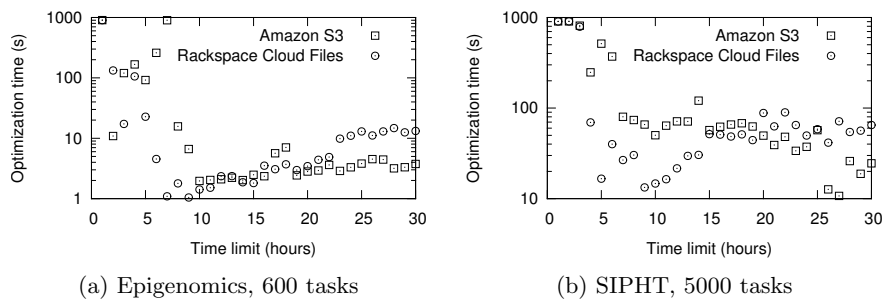 1000
100
10
1
0
5
10
15
20
25
30
Optimization time (s)
Time limit (hours)
Amazon S3
Rackspace Cloud Files
(a) Epigenomics, 600 tasks
1000
100
10
0
5
10
15
20
25
30
Optimization time (s)
Time limit (hours)
Amazon S3
Rackspace Cloud Files
(b) SIPHT, 5000 tasks